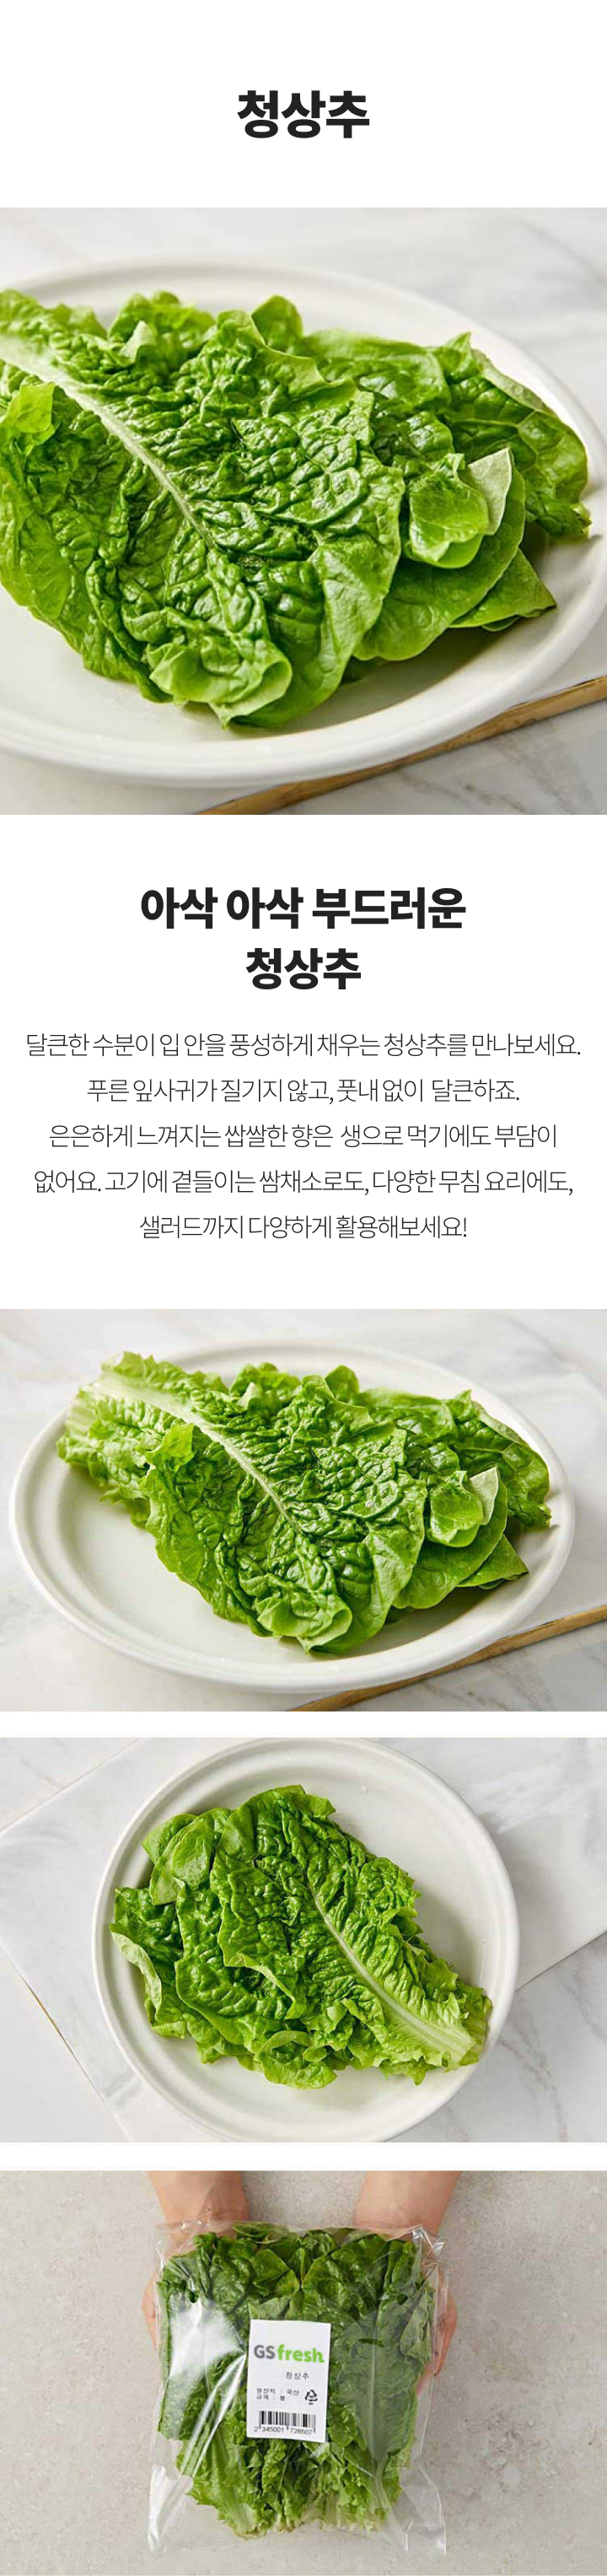 청상추
아삭 아삭 부드러운
청상추
달큰한 수분이 입 안을 풍성하게 채우는 청상추를 만나보세요.
푸른 잎사귀가 질기지 않고, 풋내 없이 달큰하죠.
은은하게 느껴지는 쌉쌀한 향은 생으로 먹기에도 부담이
없어요. 고기에 곁들이는 쌈채소로도, 다양한 무침 요리에도,
샐러드까지 다양하게 활용해보세요!
GSfresh
청상추
원산지 : 국산
규격 : 봉
2 345001 726507